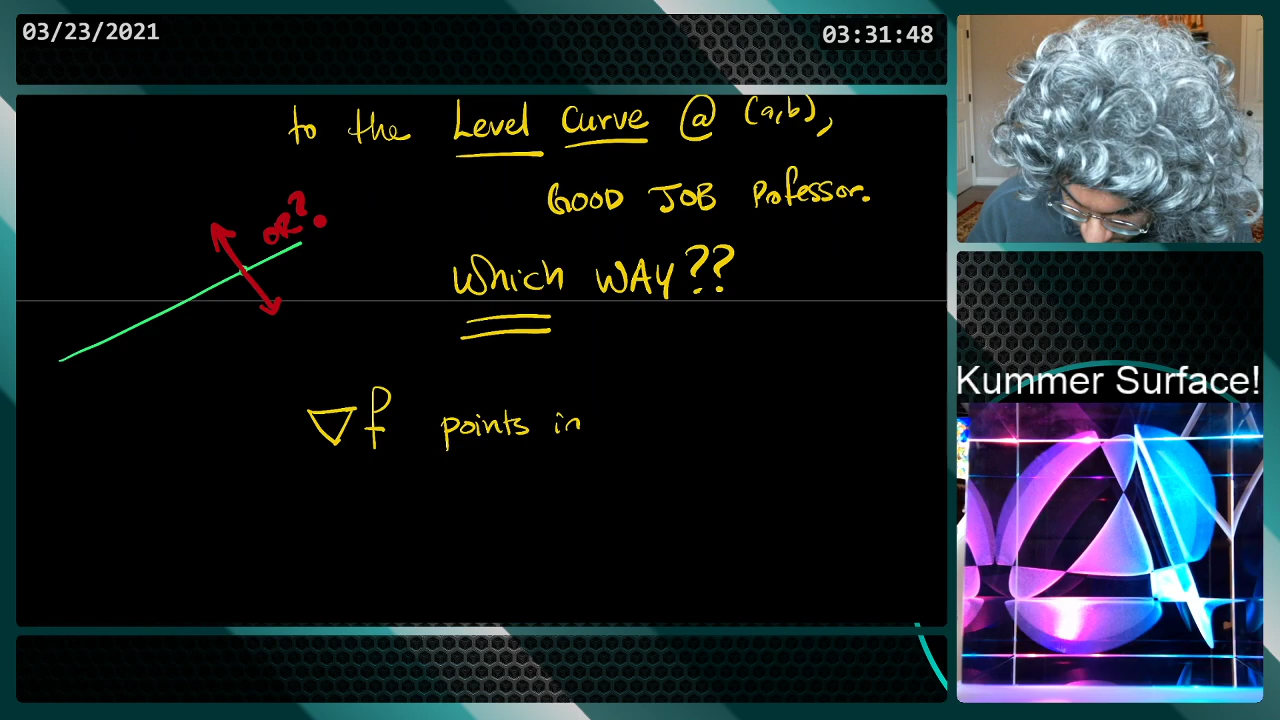 03/23/2021
03:31:48
to the Level Curve @ (a,b),
GOOD JOB Professor.
OR?
Which WAY??
∇f points in
Kummer Surface!